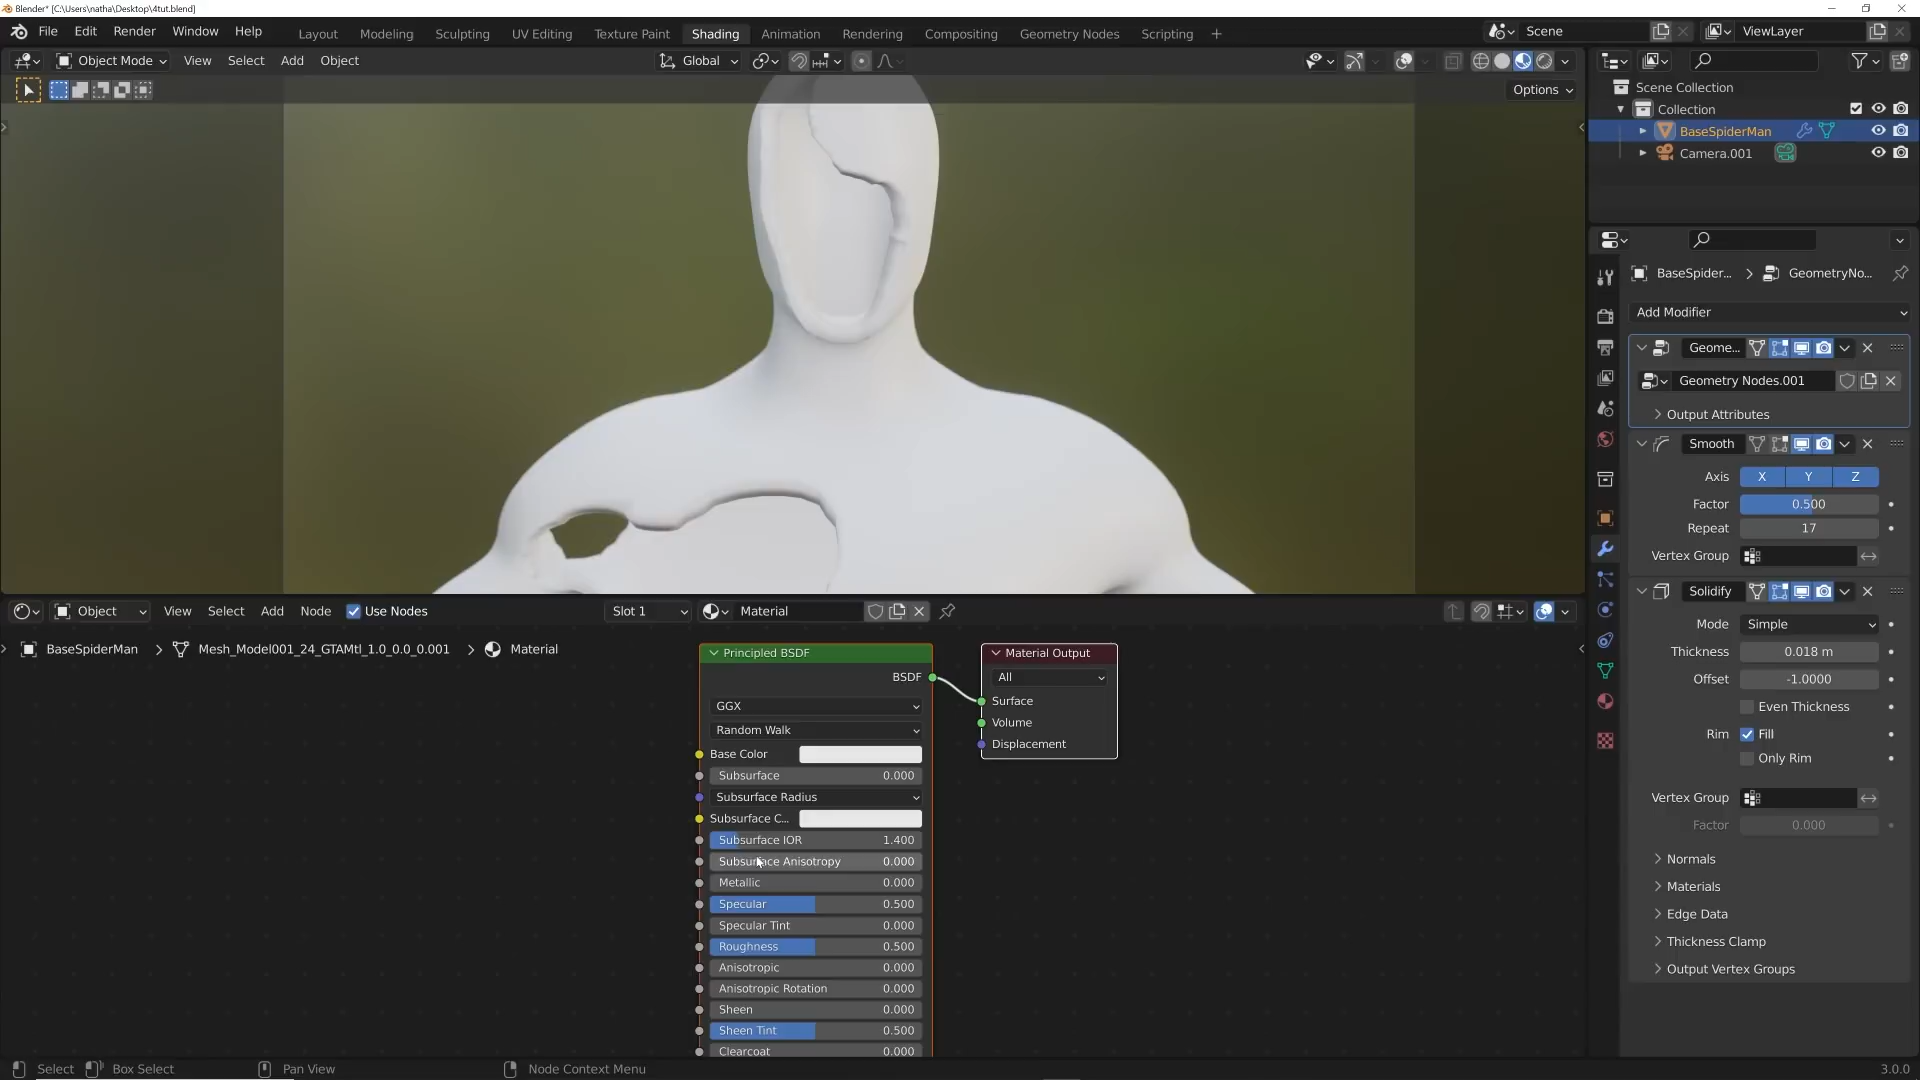 Blender* [C:\Users\natha\Desktop\4tut.blend]
File Edit Render Window Help Layout Modeling Sculpting UV Editing Texture Paint Shading Animation Rendering Compositing Geometry Nodes Scripting + Scene ViewLayer
Object Mode View Select Add Object Global
Options
Scene Collection
Collection
BaseSpiderMan
Camera.001
BaseSpider... GeometryNo...
Add Modifier
Geome...
Geometry Nodes.001
Output Attributes
Smooth
Axis X Y Z
Factor 0.500
Repeat 17
Vertex Group
Solidify
Mode Simple
Thickness 0.018 m
Offset -1.0000
Even Thickness
Rim Fill
Only Rim
Vertex Group
Factor 0.000
Normals
Materials
Edge Data
Thickness Clamp
Output Vertex Groups
Object View Select Add Node Use Nodes Slot 1 Material
BaseSpiderMan Mesh_Model001_24_GTAMtl_1.0_0.0_0.001 Material
Principled BSDF
BSDF
GGX
Random Walk
Base Color
Subsurface 0.000
Subsurface Radius
Subsurface C...
Subsurface IOR 1.400
Subsurface Anisotropy 0.000
Metallic 0.000
Specular 0.500
Specular Tint 0.000
Roughness 0.500
Anisotropic 0.000
Anisotropic Rotation 0.000
Sheen 0.000
Sheen Tint 0.500
Clearcoat 0.000
Material Output
All
Surface
Volume
Displacement
Select Box Select Pan View Node Context Menu 3.0.0